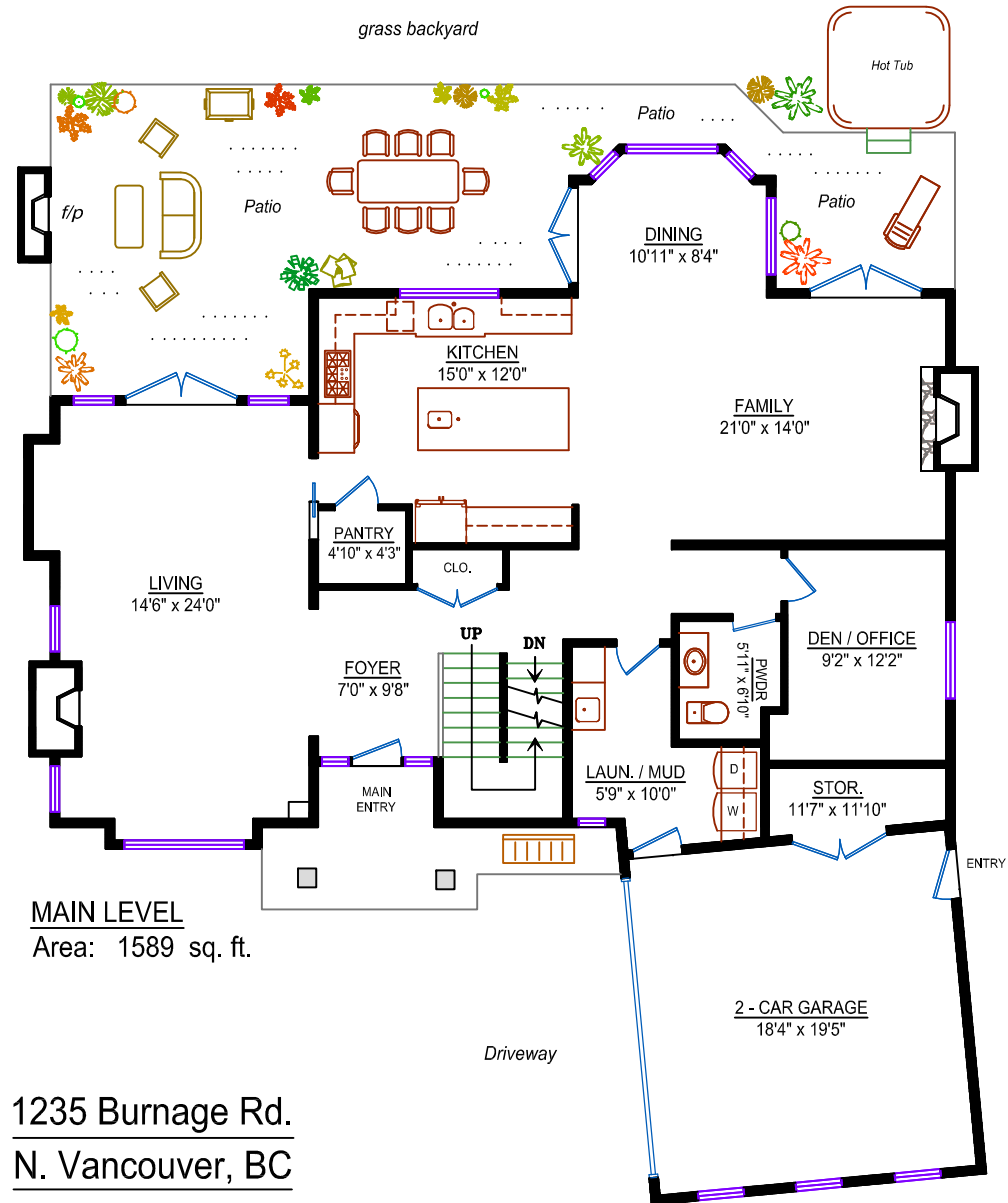 grass backyard
Hot Tub
Patio
f/p
Patio
Patio
DINING
10'11" x 8'4"
KITCHEN
15'0" x 12'0"
FAMILY
21'0" x 14'0"
PANTRY
4'10" x 4'3"
CLO.
LIVING
14'6" x 24'0"
UP
DN
DEN / OFFICE
9'2" x 12'2"
FOYER
7'0" x 9'8"
PWDR
5'11" x 6'10"
LAUN. / MUD
5'9" x 10'0"
D
W
STOR.
11'7" x 11'10"
MAIN
ENTRY
ENTRY
MAIN LEVEL
Area: 1589 sq. ft.
2 - CAR GARAGE
18'4" x 19'5"
Driveway
1235 Burnage Rd.
N. Vancouver, BC